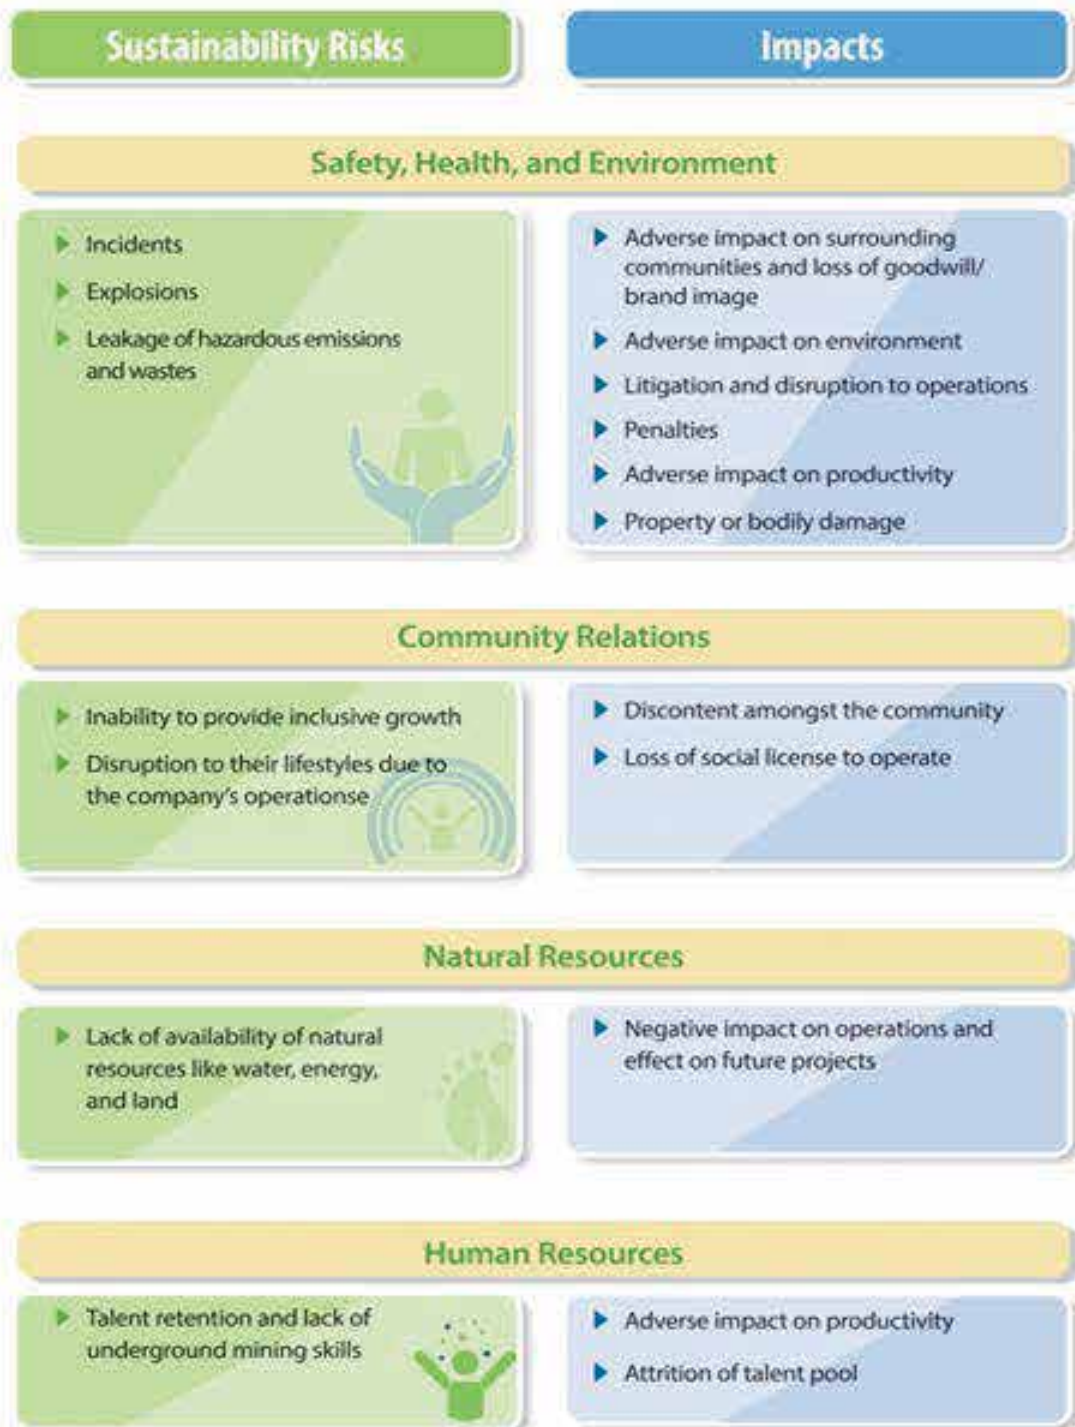 Sustainability Risks
Impacts
Safety, Health, and Environment
Incidents
Explosions
Leakage of hazardous emissions
and wastes
Adverse impact on surrounding
communities and loss of goodwill/
brand image
Adverse impact on environment
Litigation and disruption to operations
Penalties
Adverse impact on productivity
Property or bodily damage
Community Relations
Inability to provide inclusive growth
Disruption to their lifestyles due to
the company's operationse
Discontent amongst the community
Loss of social license to operate
Natural Resources
Lack of availability of natural
resources like water, energy,
and land
Negative impact on operations and
effect on future projects
Human Resources
Talent retention and lack of
underground mining skills
Adverse impact on productivity
Attrition of talent pool